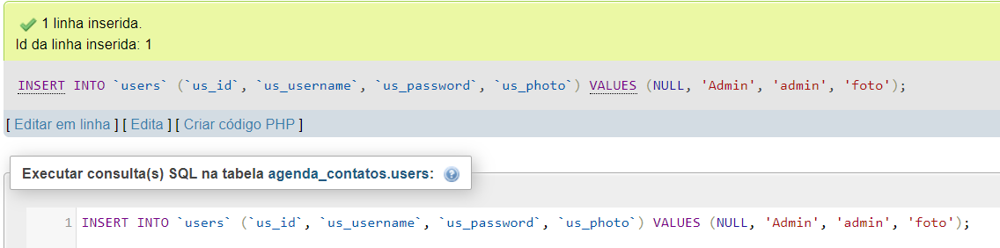 1 linha inserida.
Id da linha inserida: 1
INSERT INTO `users` (`us_id`, `us_username`, `us_password`, `us_photo`) VALUES (NULL, 'Admin', 'admin', 'foto');
[ Editar em linha ] [ Edita ] [ Criar código PHP ]
Executar consulta(s) SQL na tabela agenda_contatos.users:
1 INSERT INTO `users` (`us_id`, `us_username`, `us_password`, `us_photo`) VALUES (NULL, 'Admin', 'admin', 'foto');